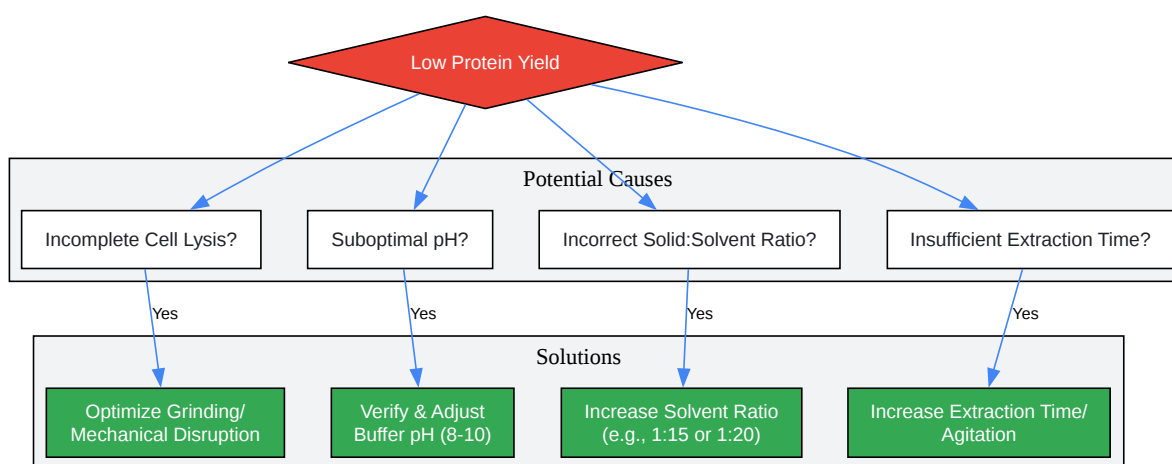 Low Protein Yield
Potential Causes
Incomplete Cell Lysis?
Suboptimal pH?
Incorrect Solid:Solvent Ratio?
Insufficient Extraction Time?
Yes
Yes
Yes
Yes
Solutions
Optimize Grinding/
Mechanical Disruption
Verify & Adjust
Buffer pH (8-10)
Increase Solvent Ratio
(e.g., 1:15 or 1:20)
Increase Extraction Time/
Agitation